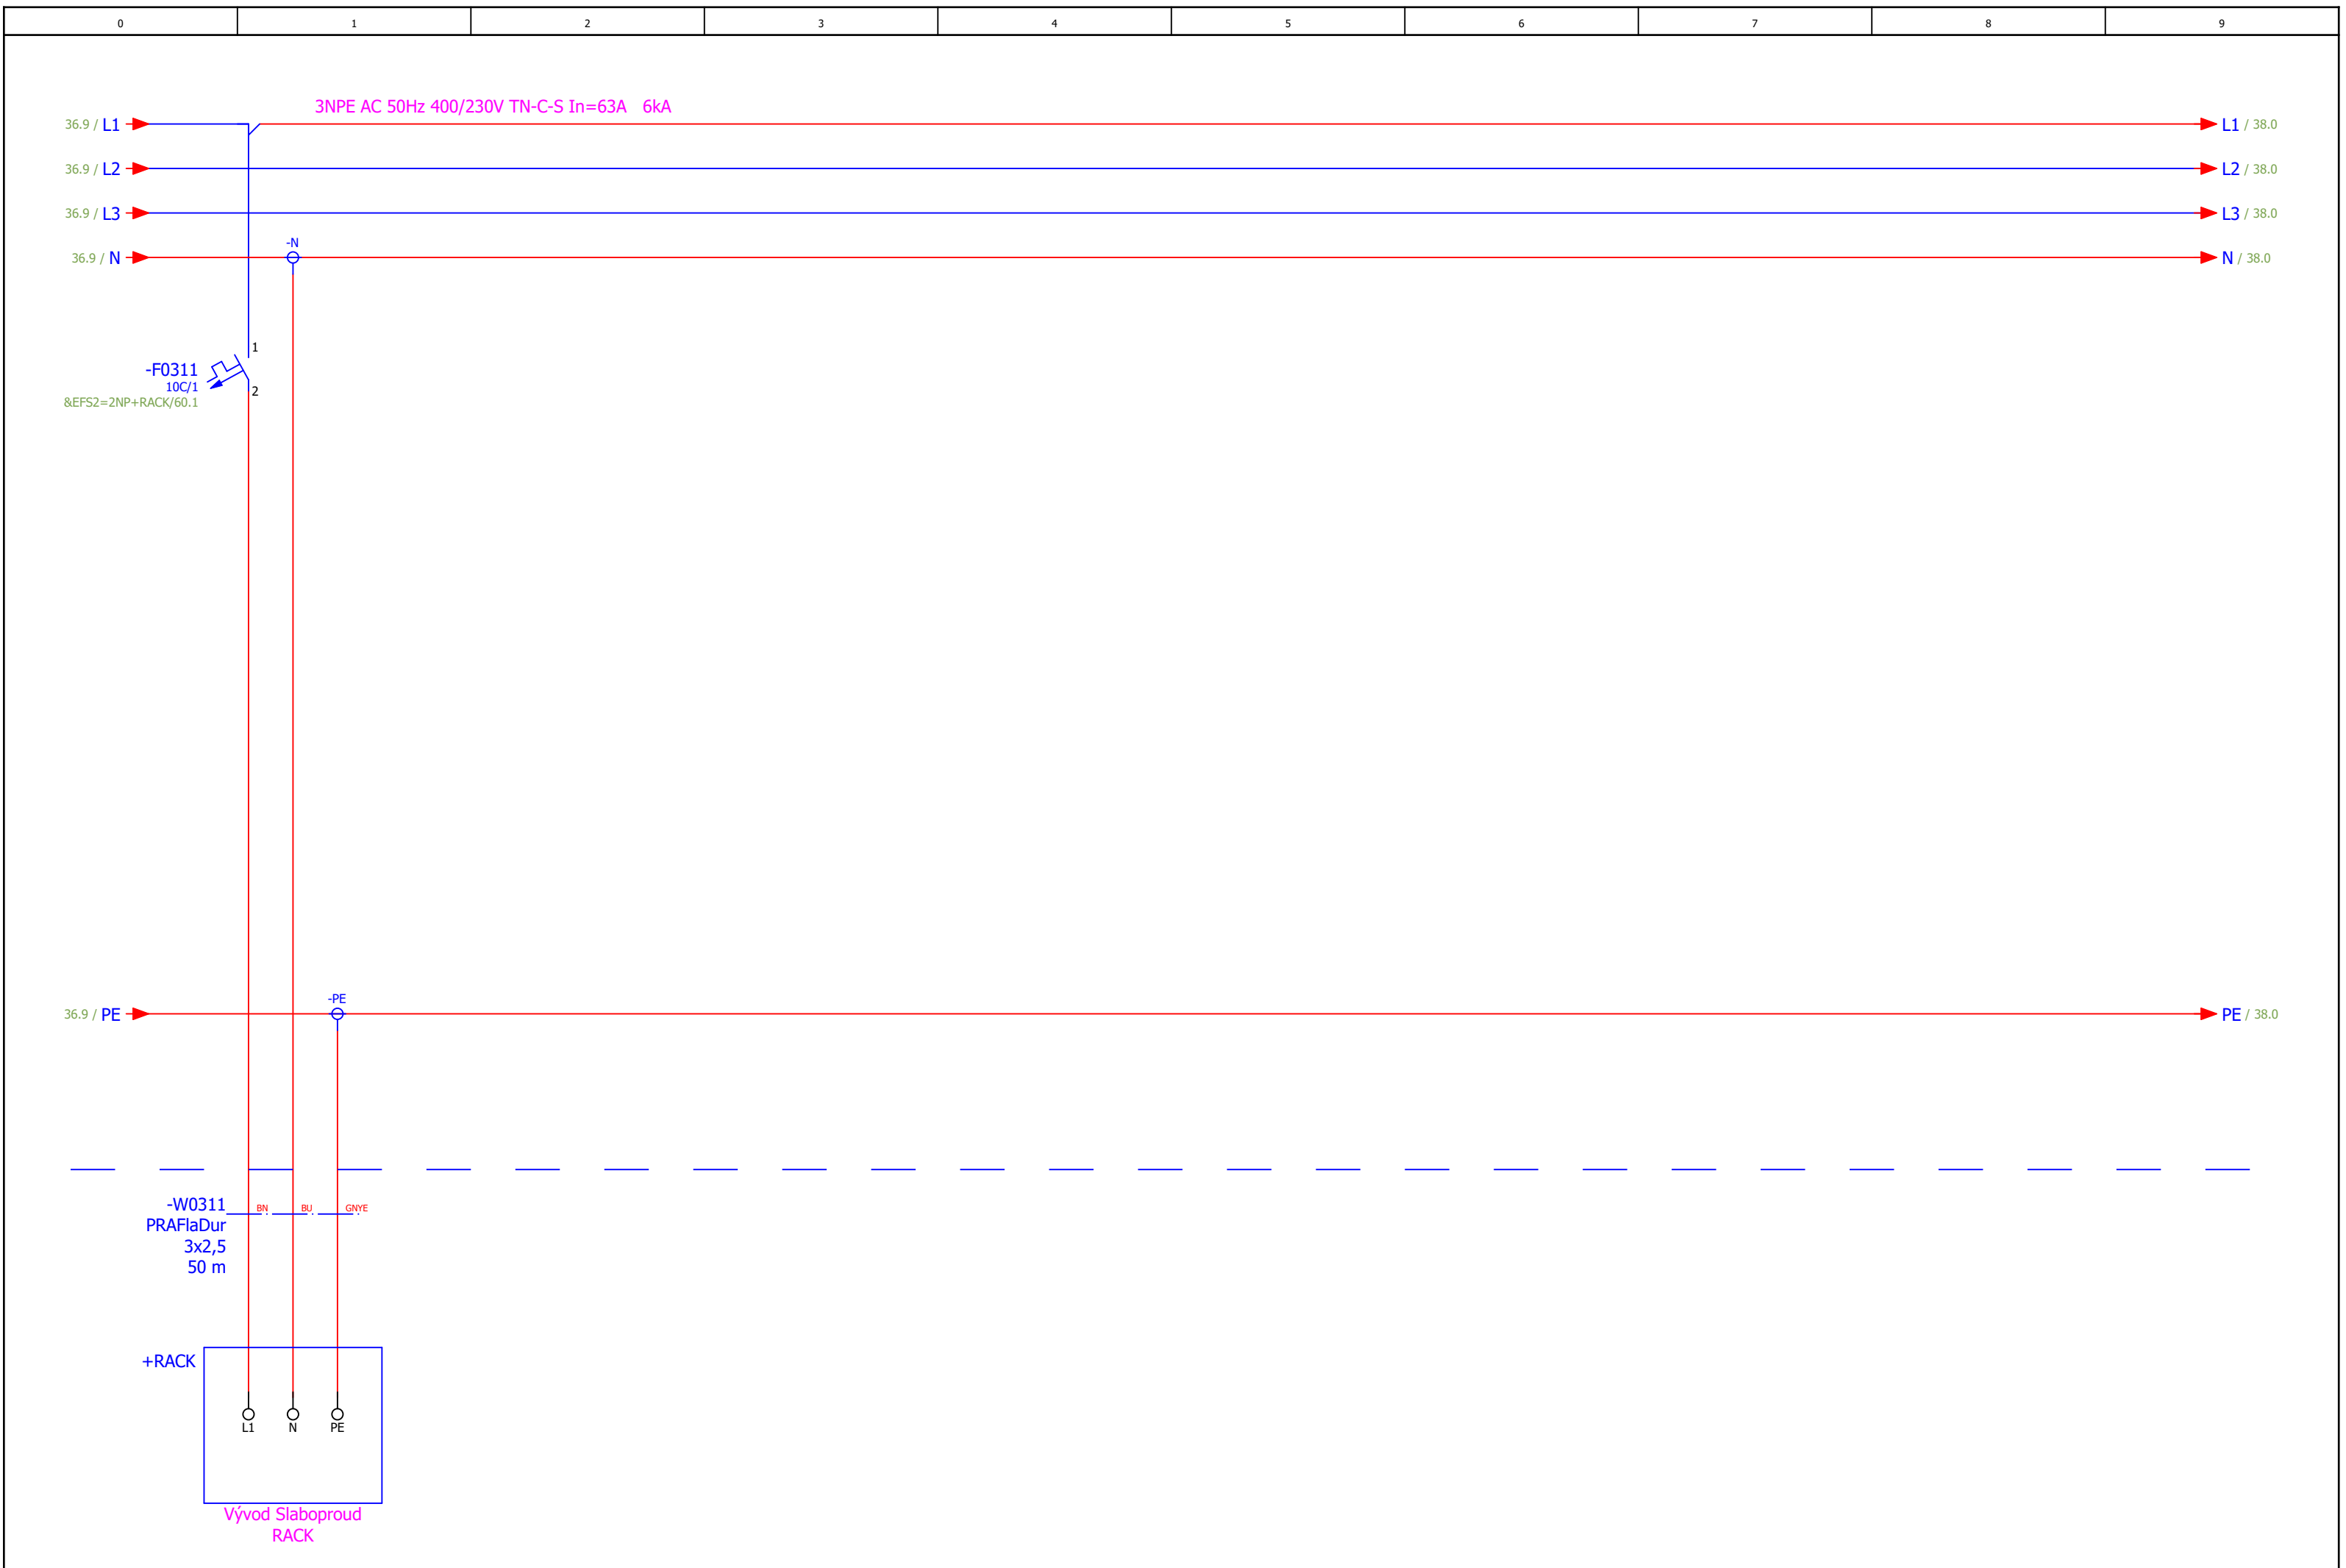 0 1 2 3 4 5 6 7 8 9
3NPE AC 50Hz 400/230V TN-C-S In=63A 6kA
36.9 / L1 L1 / 38.0
36.9 / L2 L2 / 38.0
36.9 / L3 L3 / 38.0
-N
36.9 / N N / 38.0
1
-F0311
10C/1
2
&EFS2=2NP+RACK/60.1
-PE
36.9 / PE PE / 38.0
-W0311
BN BU GNYE
PRAFlaDur
3x2,5
50 m
+RACK
L1 N PE
Vývod Slaboproud
RACK